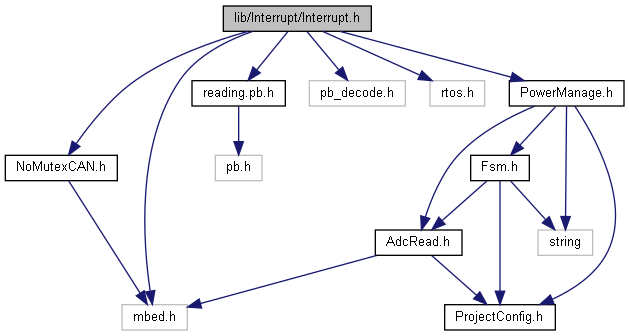 lib/Interrupt/Interrupt.h
reading.pb.h
pb_decode.h
rtos.h
PowerManage.h
NoMutexCAN.h
pb.h
Fsm.h
AdcRead.h
string
mbed.h
ProjectConfig.h